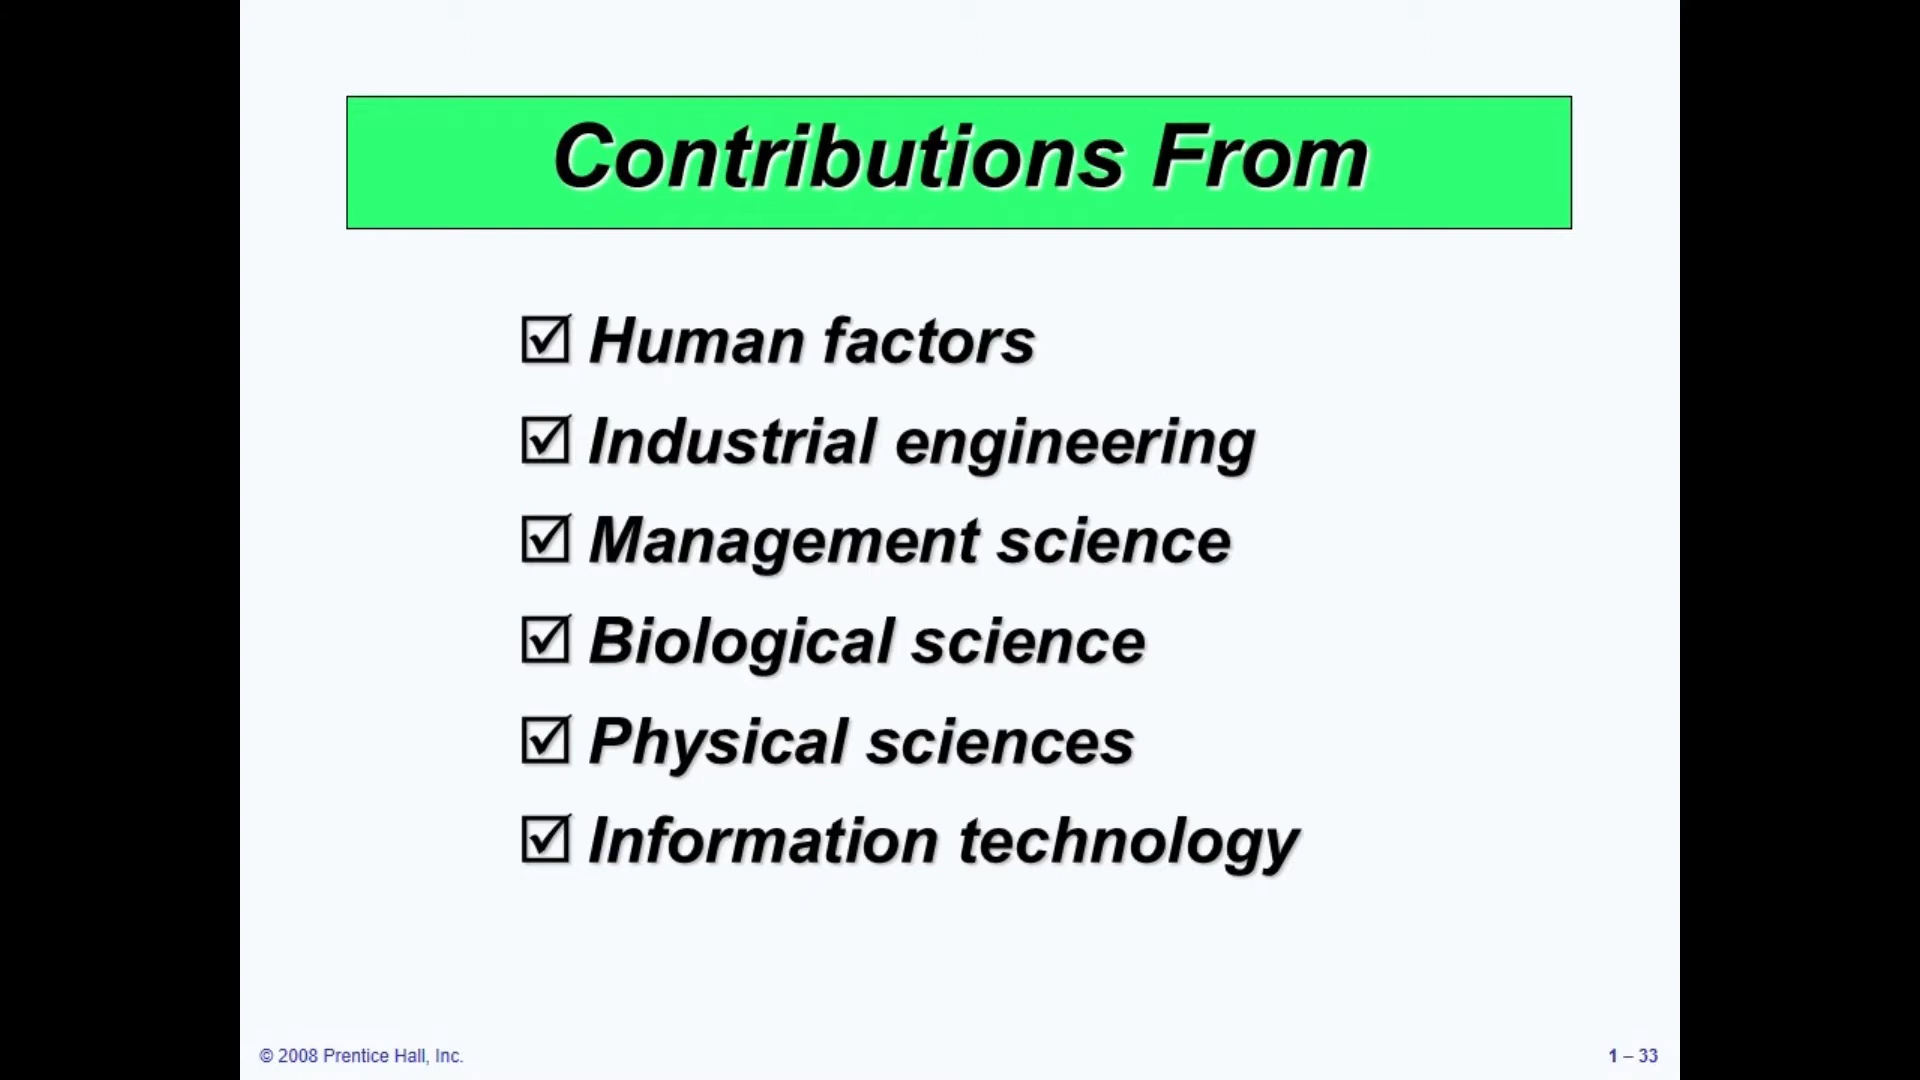 Contributions From
☑ Human factors
☑ Industrial engineering
☑ Management science
☑ Biological science
☑ Physical sciences
☑ Information technology
© 2008 Prentice Hall, Inc.
1 – 33